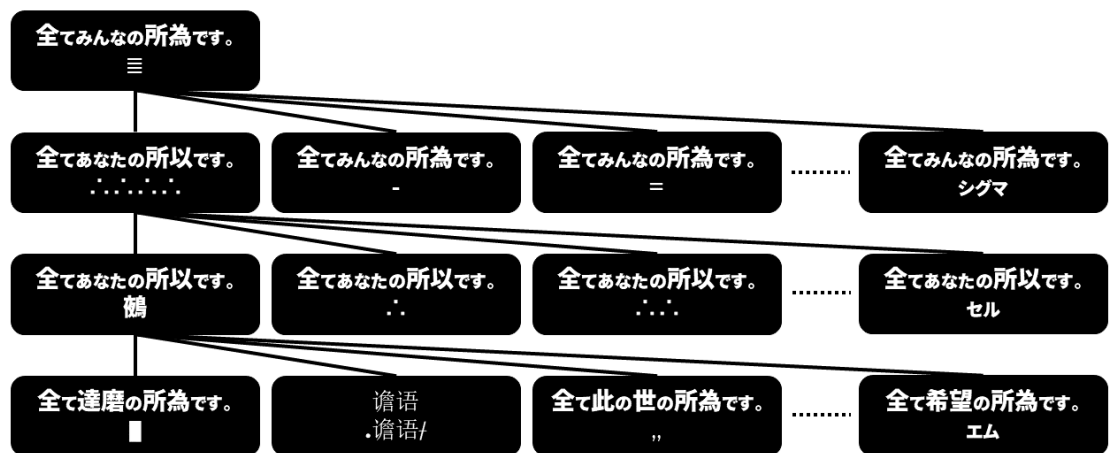 全てみんなの所為です。
≣
全てあなたの所以です。
∴∴∴∴
全てみんなの所為です。
-
全てみんなの所為です。
=
全てみんなの所為です。
シグマ
全てあなたの所以です。
鵺
全てあなたの所以です。
∴
全てあなたの所以です。
∴∴
全てあなたの所以です。
セル
全て達磨の所為です。
█
谵语
.谵语/
全て此の世の所為です。
,,
全て希望の所為です。
エム